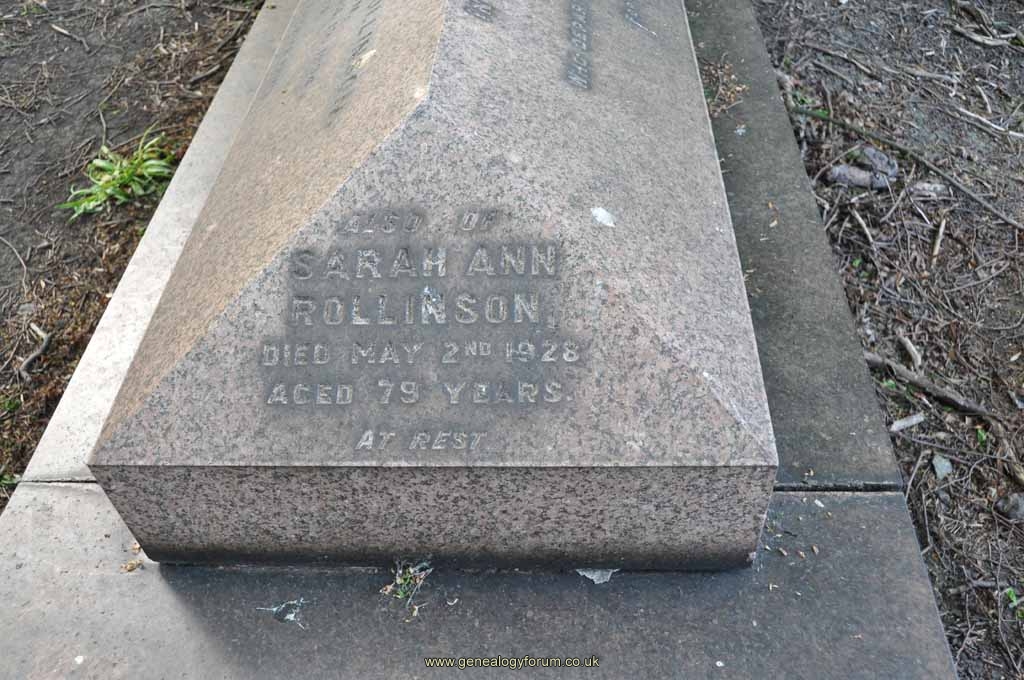 ALSO OF
SARAH ANN
ROLLINSON,
DIED MAY 2ND 1928
AGED 79 YEARS.
AT REST
www.genealogyforum.co.uk